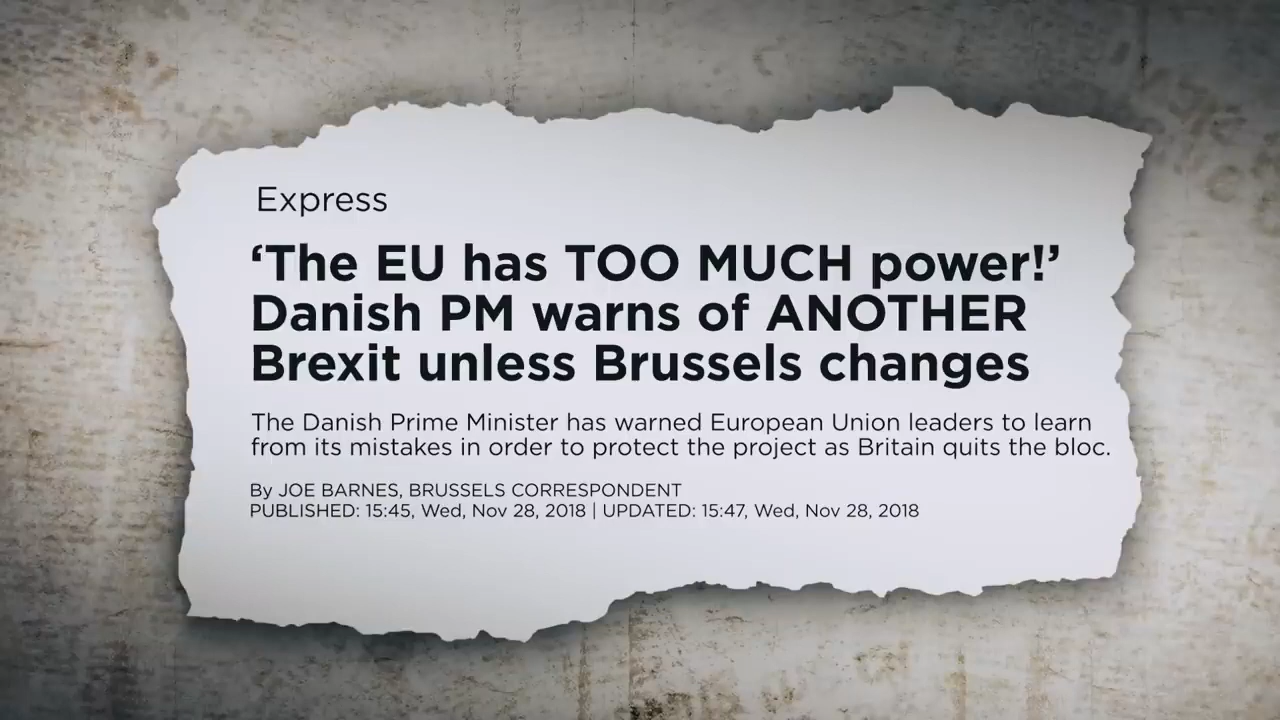 Express
‘The EU has TOO MUCH power!’
Danish PM warns of ANOTHER
Brexit unless Brussels changes
The Danish Prime Minister has warned European Union leaders to learn
from its mistakes in order to protect the project as Britain quits the bloc.
By JOE BARNES, BRUSSELS CORRESPONDENT
PUBLISHED: 15:45, Wed, Nov 28, 2018 | UPDATED: 15:47, Wed, Nov 28, 2018